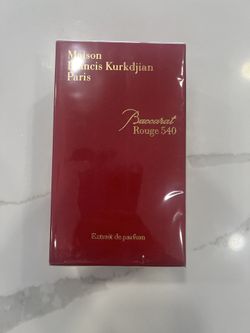 Maison
Francis Kurkdjian
Paris
Baccarat
Rouge 540
Extrait de parfum